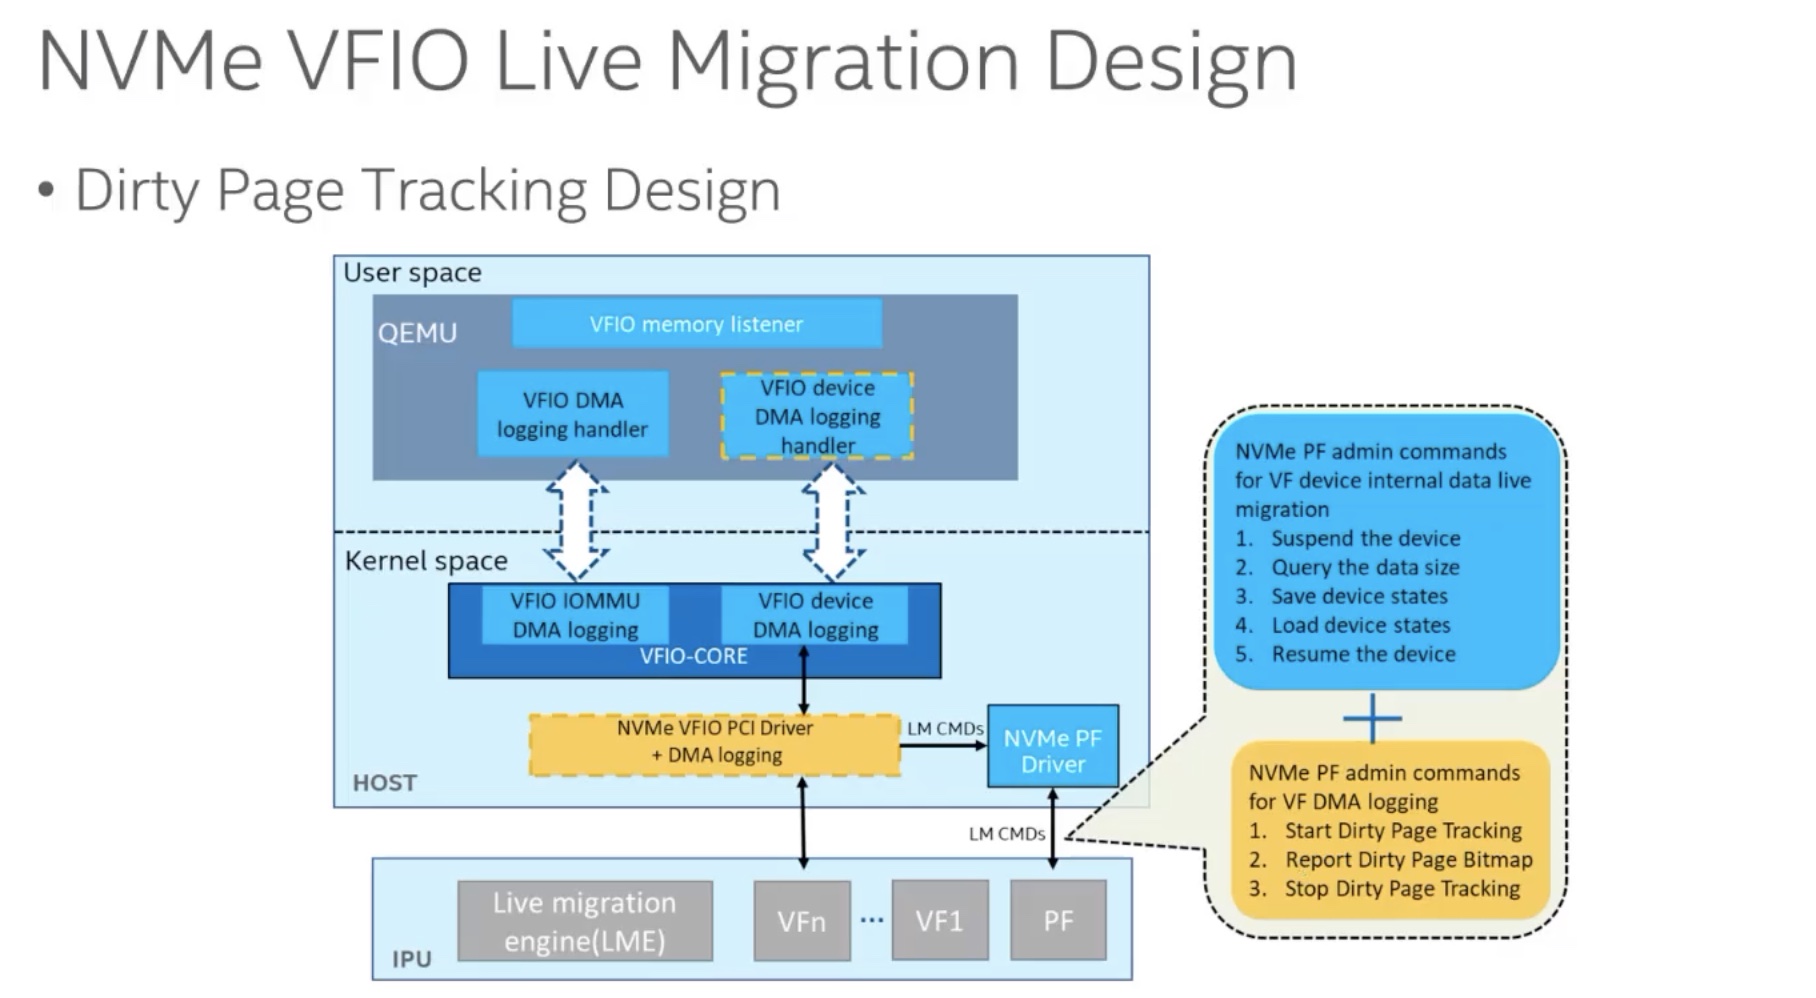 NVMe VFIO Live Migration Design
• Dirty Page Tracking Design
User space
QEMU
VFIO memory listener
VFIO DMA
logging handler
VFIO device
DMA logging
handler
Kernel space
VFIO IOMMU
DMA logging
VFIO device
DMA logging
VFIO-CORE
NVMe VFIO PCI Driver
+ DMA logging
LM CMDs
NVMe PF
Driver
HOST
LM CMDs
Live migration
engine(LME)
VFn
...
VF1
PF
IPU
NVMe PF admin commands
for VF device internal data live
migration
1. Suspend the device
2. Query the data size
3. Save device states
4. Load device states
5. Resume the device
+
NVMe PF admin commands
for VF DMA logging
1. Start Dirty Page Tracking
2. Report Dirty Page Bitmap
3. Stop Dirty Page Tracking